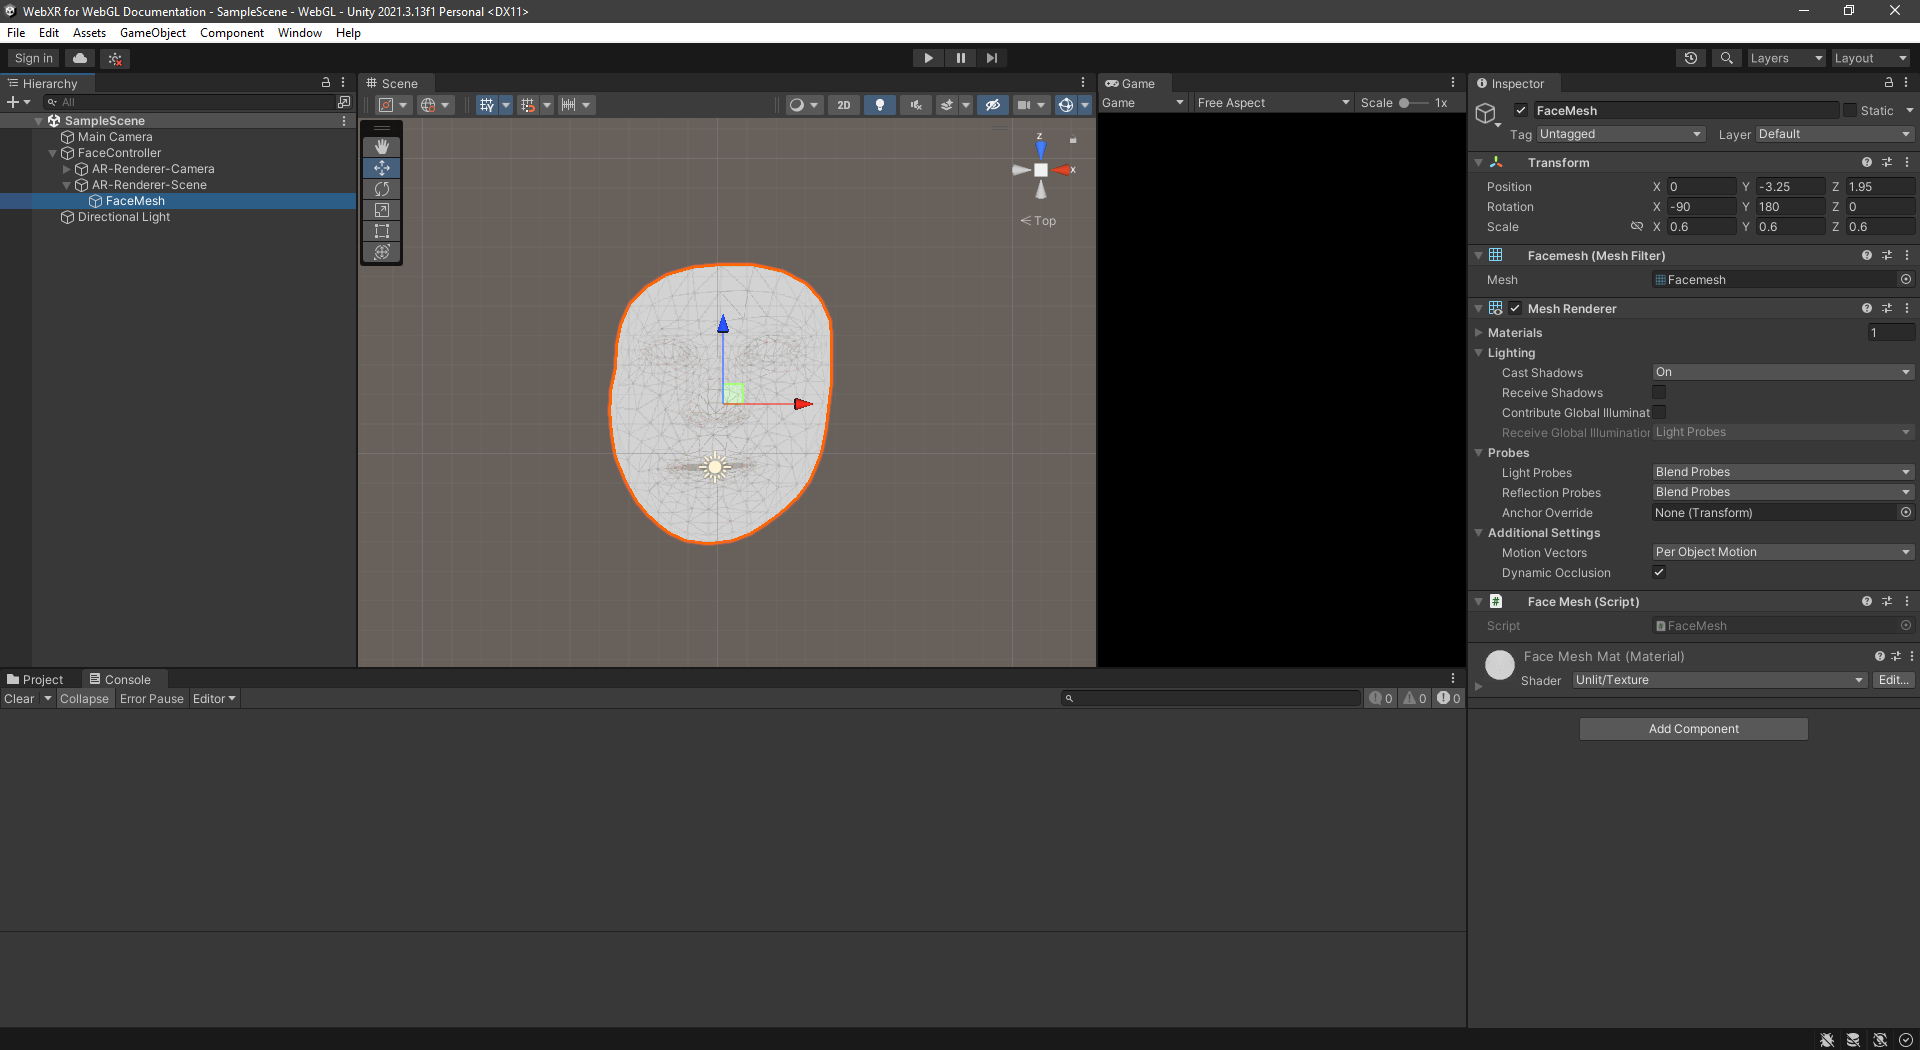 WebXR for WebGL Documentation - SampleScene - WebGL - Unity 2021.3.13f1 Personal <DX11>
File Edit Assets GameObject Component Window Help
Sign in Layers Layout
Hierarchy
All
SampleScene
Main Camera
FaceController
AR-Renderer-Camera
AR-Renderer-Scene
FaceMesh
Directional Light
Scene
2D
z
x
Top
Game
Game Free Aspect Scale 1x
Inspector
FaceMesh Static
Tag Untagged Layer Default
Transform
Position X 0 Y -3.25 Z 1.95
Rotation X -90 Y 180 Z 0
Scale X 0.6 Y 0.6 Z 0.6
Facemesh (Mesh Filter)
Mesh Facemesh
Mesh Renderer
Materials 1
Lighting
Cast Shadows On
Receive Shadows
Contribute Global Illuminat
Receive Global Illumination Light Probes
Probes
Light Probes Blend Probes
Reflection Probes Blend Probes
Anchor Override None (Transform)
Additional Settings
Motion Vectors Per Object Motion
Dynamic Occlusion
Face Mesh (Script)
Script FaceMesh
Face Mesh Mat (Material)
Shader Unlit/Texture Edit...
Add Component
Project Console
Clear Collapse Error Pause Editor 0 0 0